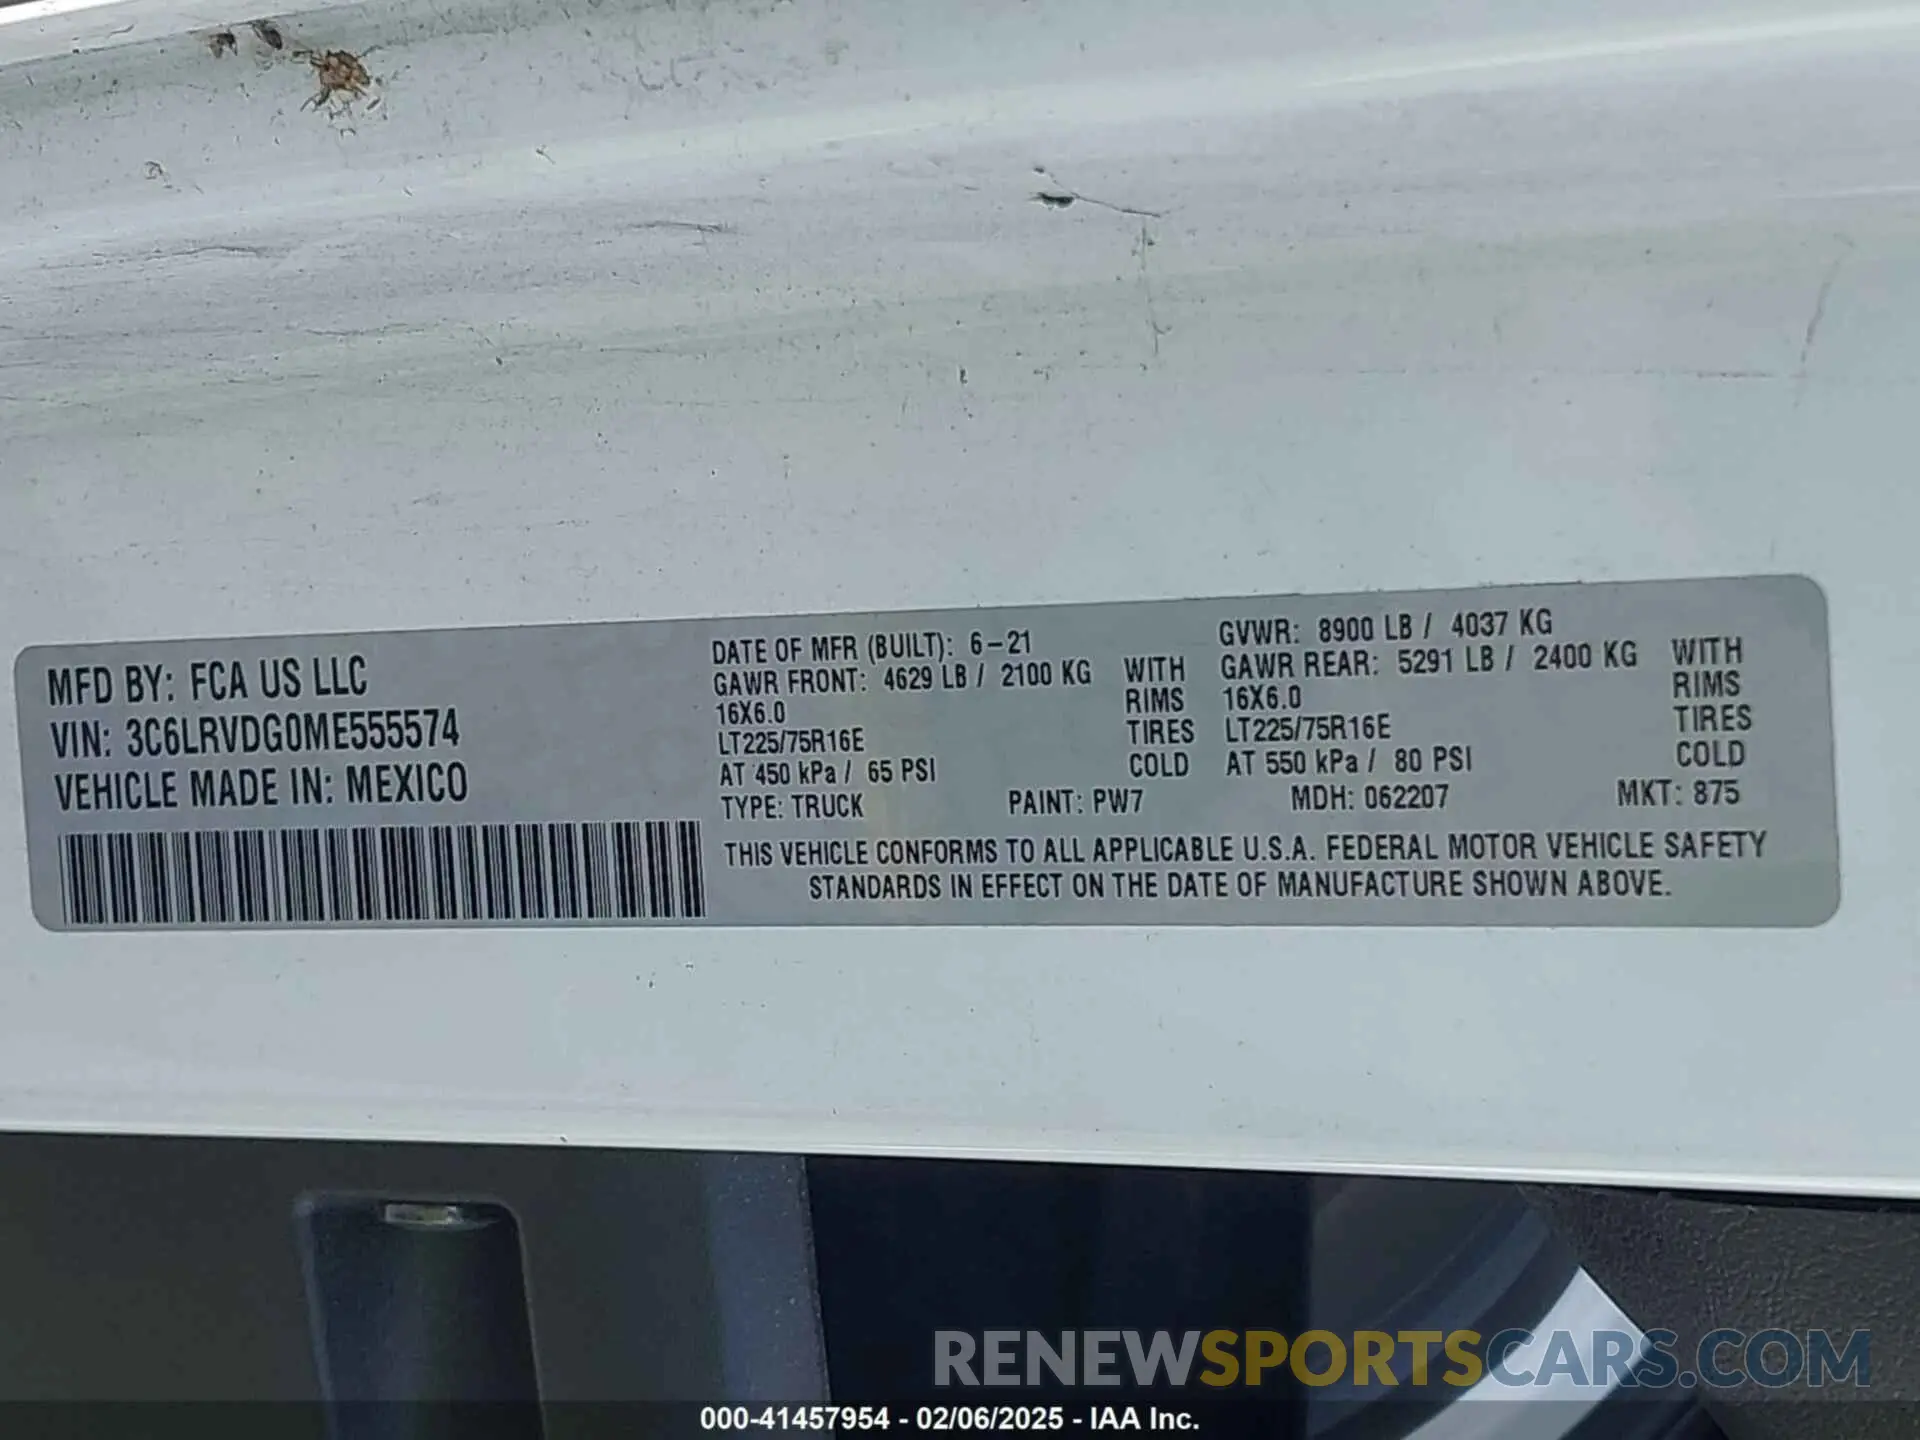 MFD BY: FCA US LLC
VIN: 3C6LRVDG0ME555574
VEHICLE MADE IN: MEXICO
DATE OF MFR (BUILT): 6-21
GAWR FRONT: 4629 LB / 2100 KG WITH
16X6.0 RIMS
LT225/75R16E TIRES
AT 450 kPa / 65 PSI COLD
GVWR: 8900 LB / 4037 KG
GAWR REAR: 5291 LB / 2400 KG WITH
16X6.0 RIMS
LT225/75R16E TIRES
AT 550 kPa / 80 PSI COLD
TYPE: TRUCK PAINT: PW7 MDH: 062207 MKT: 875
THIS VEHICLE CONFORMS TO ALL APPLICABLE U.S.A. FEDERAL MOTOR VEHICLE SAFETY
STANDARDS IN EFFECT ON THE DATE OF MANUFACTURE SHOWN ABOVE.
RENEWSPORTSCARS.COM
000-41457954 - 02/06/2025 - IAA Inc.